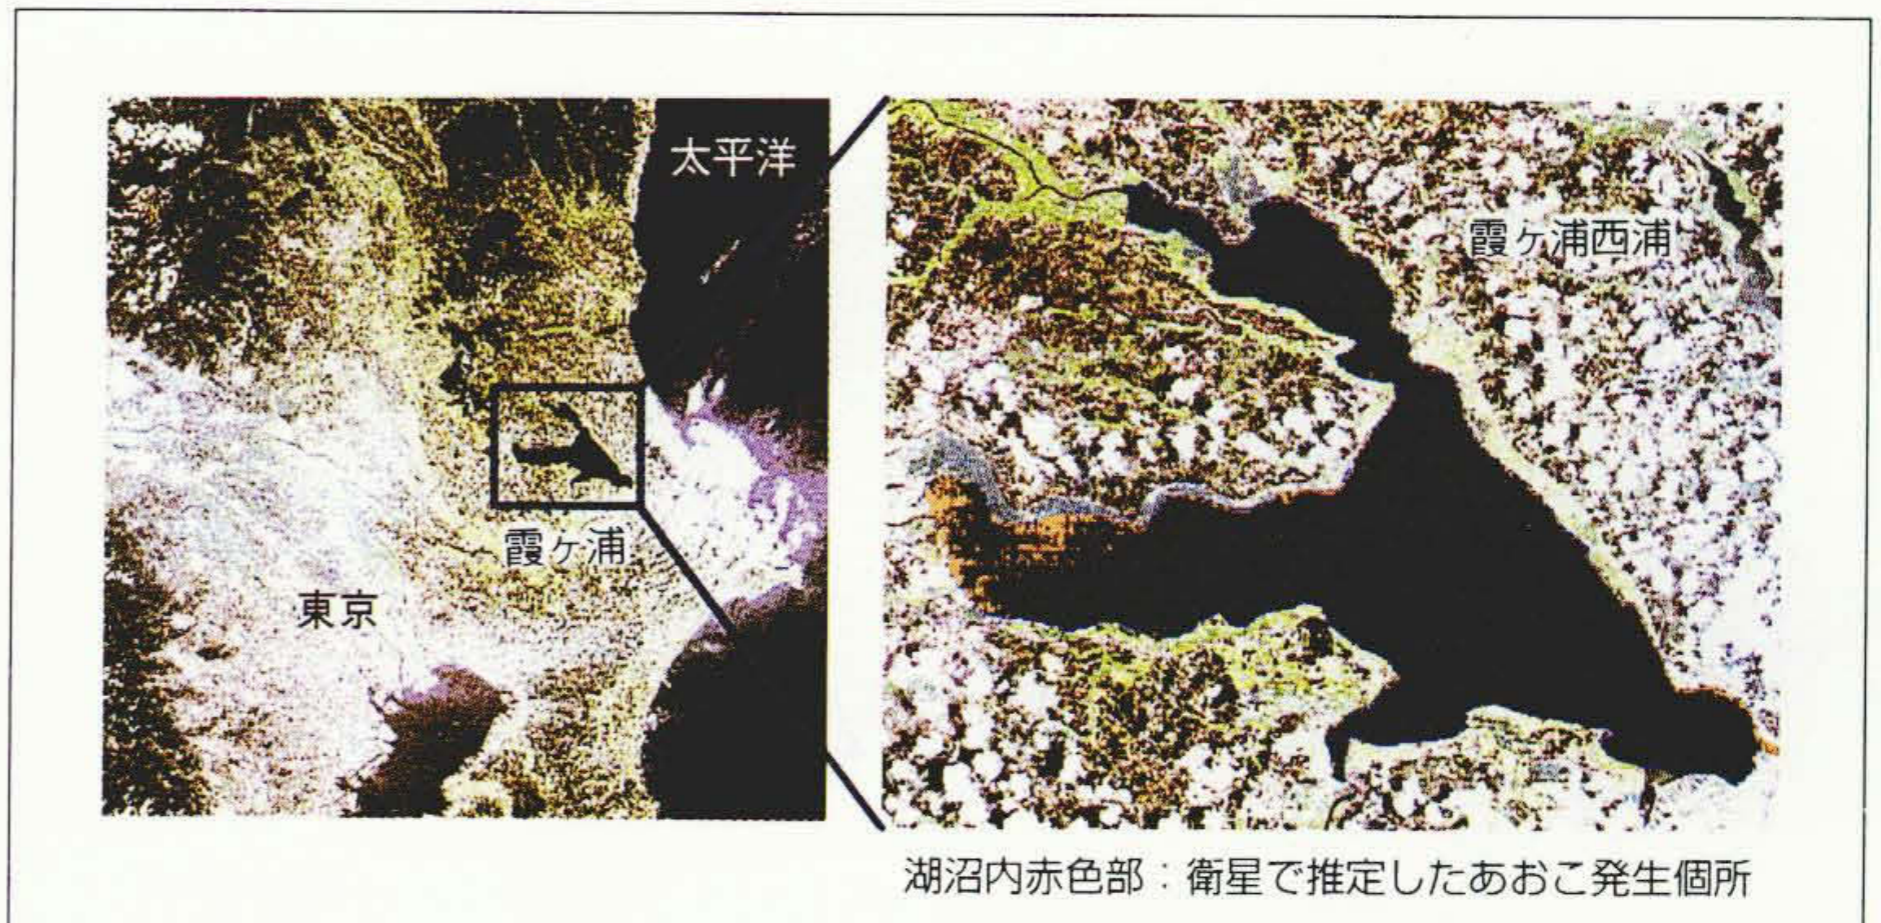 太平洋
霞ヶ浦西浦
霞ヶ浦
東京
湖沼内赤色部：衛星で推定したあおこ発生個所